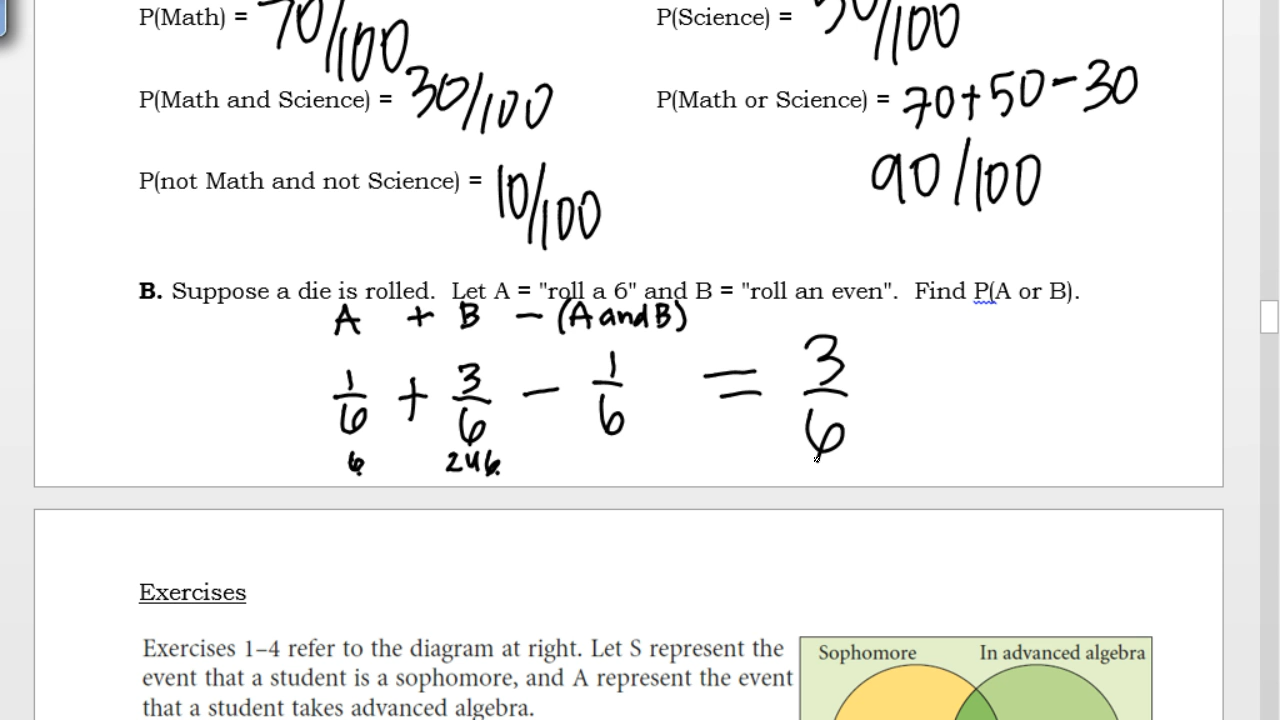 P(Math) = 70/100 P(Science) = 50/100
P(Math and Science) = 30/100 P(Math or Science) = 70+50-30
90/100
P(not Math and not Science) = 10/100
B. Suppose a die is rolled. Let A = "roll a 6" and B = "roll an even". Find P(A or B).
A + B - (A and B)
1/6 + 3/6 - 1/6 = 3/6
6 246
Exercises
Exercises 1–4 refer to the diagram at right. Let S represent the
event that a student is a sophomore, and A represent the event
that a student takes advanced algebra.
Sophomore In advanced algebra